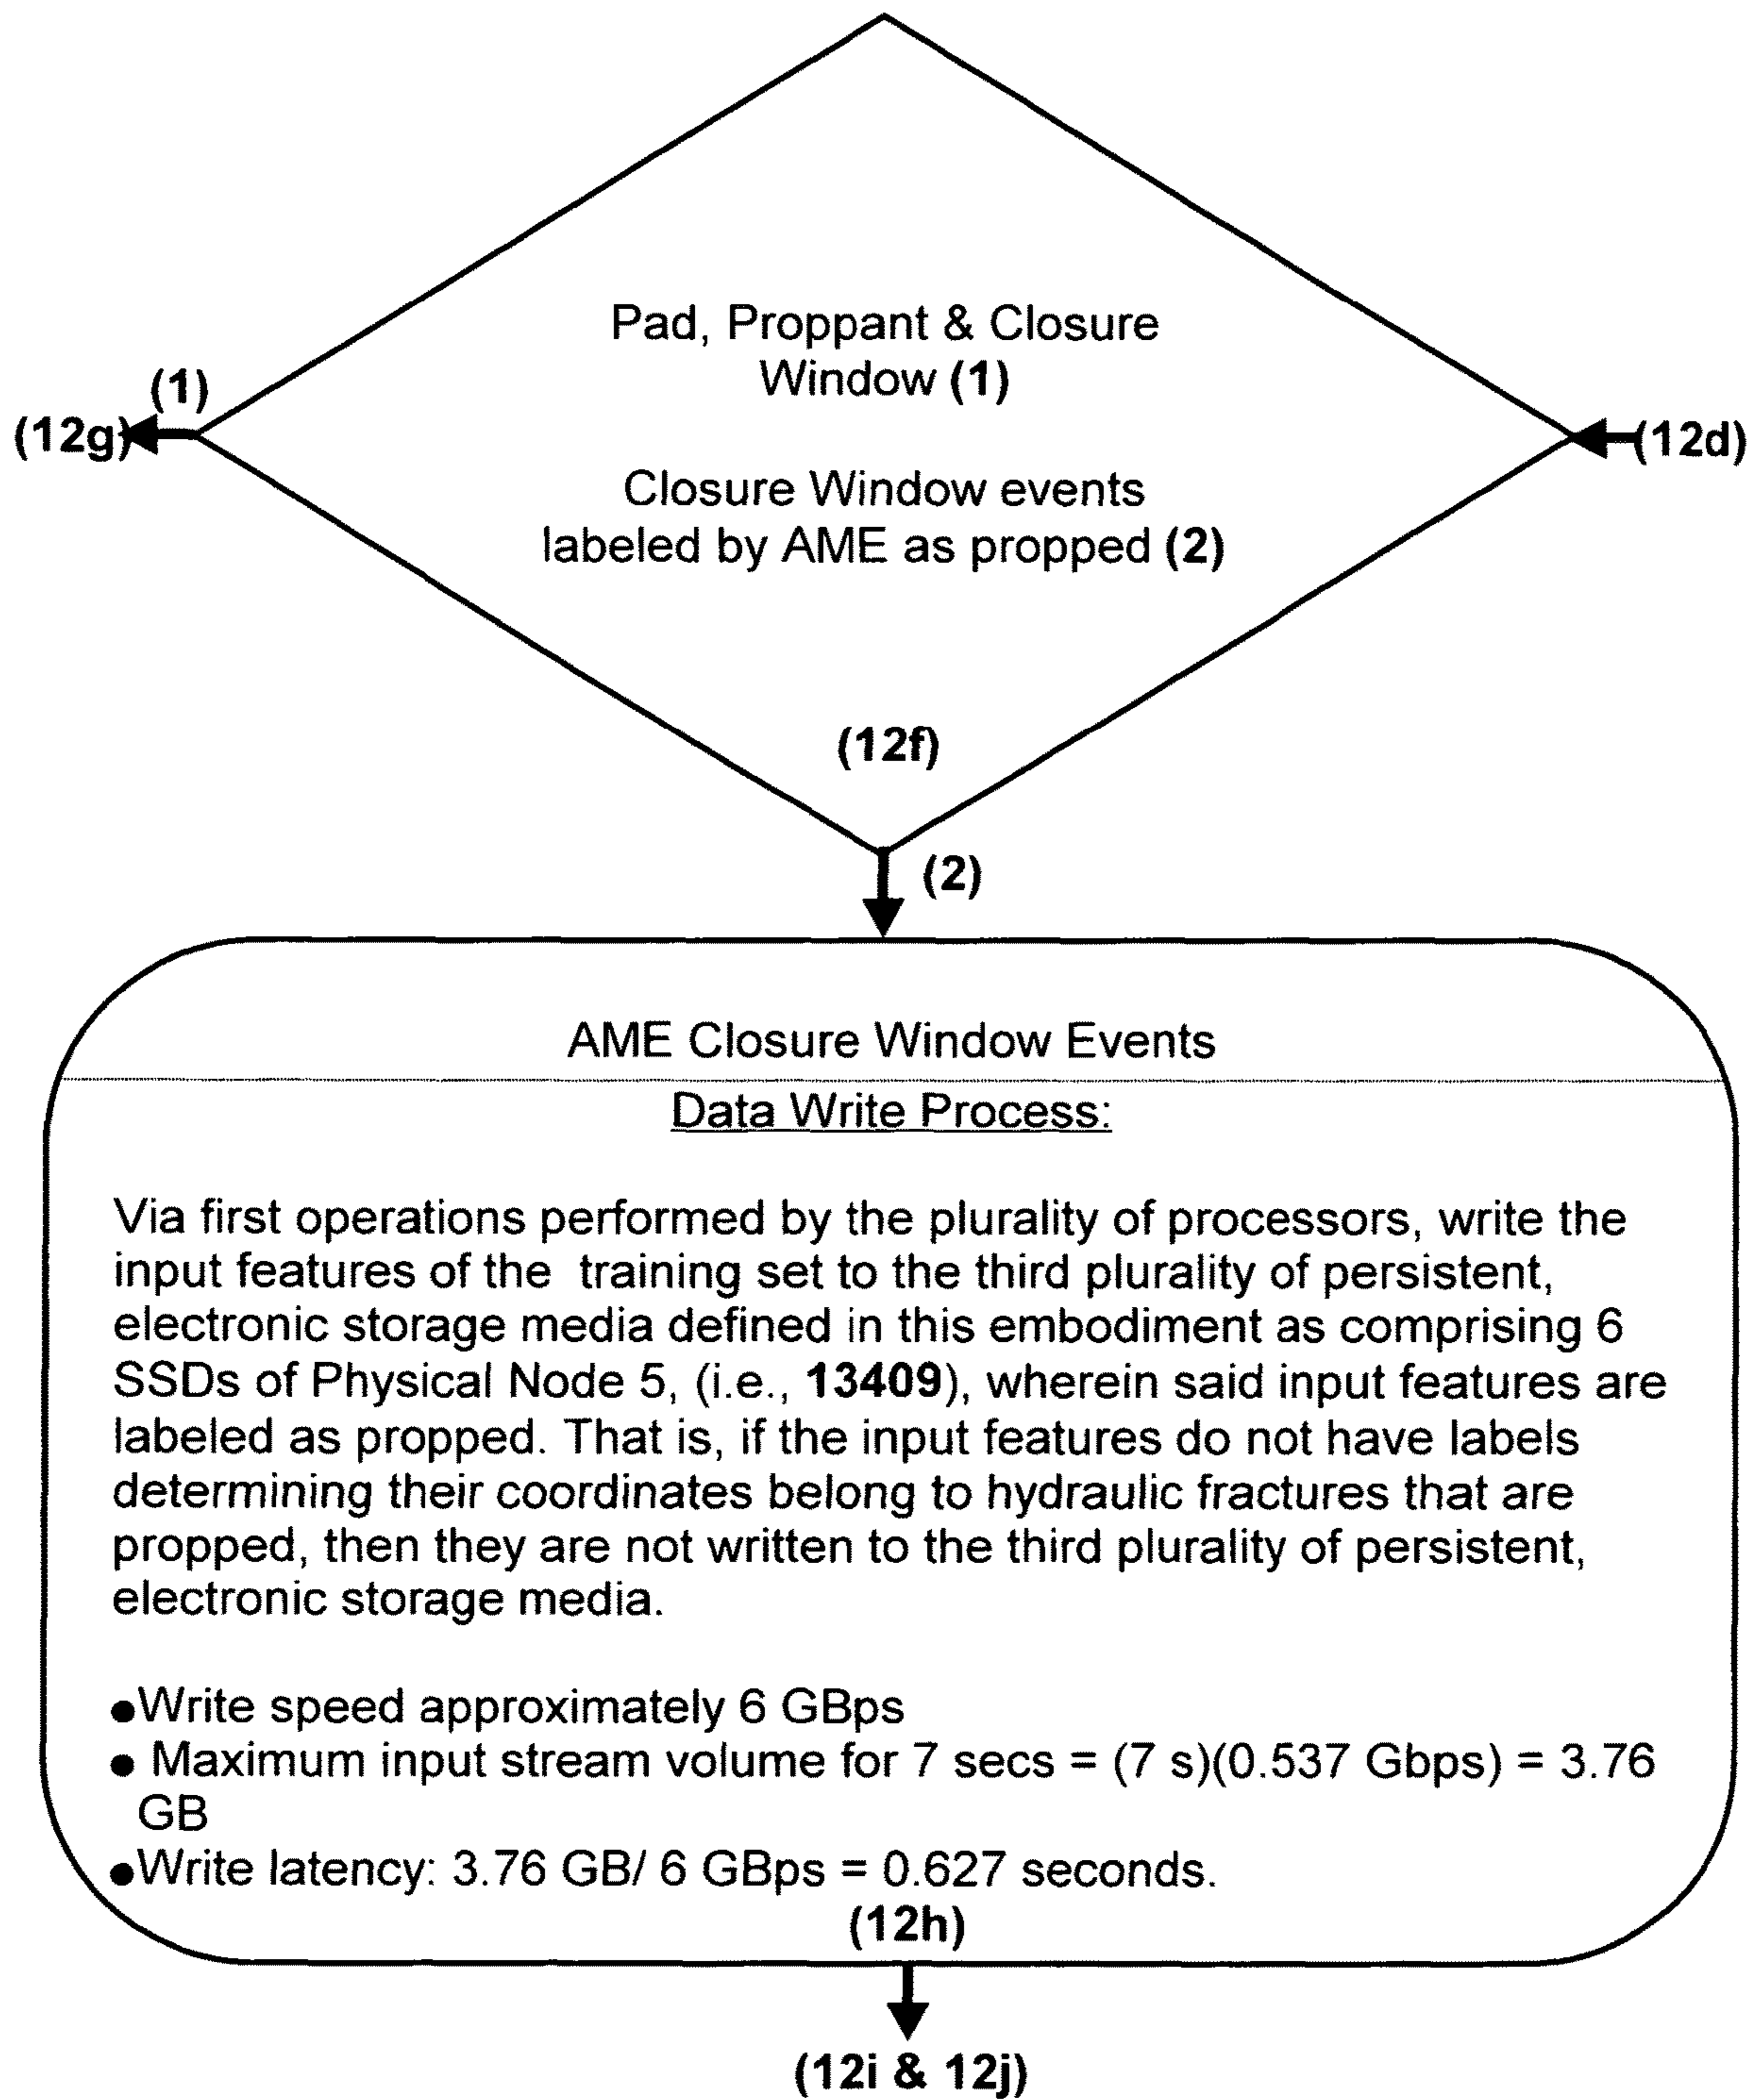 Pad, Proppant & Closure
Window (1)
(1)
(12g)
(12d)
Closure Window events
labeled by AME as propped (2)
(12f)
(2)
AME Closure Window Events
Data Write Process:
Via first operations performed by the plurality of processors, write the
input features of the training set to the third plurality of persistent,
electronic storage media defined in this embodiment as comprising 6
SSDs of Physical Node 5, (i.e., 13409), wherein said input features are
labeled as propped. That is, if the input features do not have labels
determining their coordinates belong to hydraulic fractures that are
propped, then they are not written to the third plurality of persistent,
electronic storage media.
●Write speed approximately 6 GBps
● Maximum input stream volume for 7 secs = (7 s)(0.537 Gbps) = 3.76
GB
●Write latency: 3.76 GB/ 6 GBps = 0.627 seconds.
(12h)
(12i & 12j)